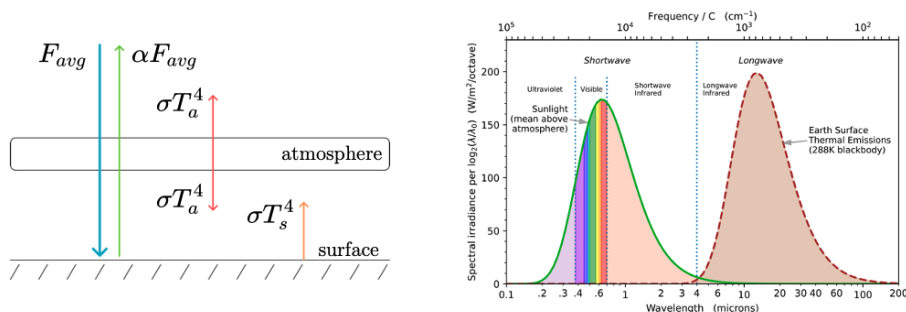 F_avg
αF_avg
σT_a^4
atmosphere
σT_a^4
σT_s^4
surface
Frequency / C (cm⁻¹)
10⁵ 10⁴ 10³ 10²
Spectral irradiance per log₂(λ/λ₀) (W/m²/octave)
200
150
100
50
0
Shortwave
Longwave
Ultraviolet
Visible
Shortwave
Infrared
Longwave
Infrared
Sunlight
(mean above
atmosphere)
Earth Surface
Thermal Emissions
(288K blackbody)
0.1 .2 .3 .4 .6 1 2 3 4 10 20 30 40 100 200
Wavelength (microns)